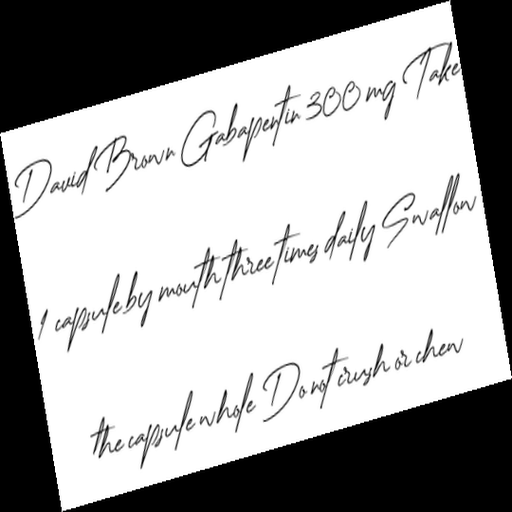 David Brown Gabapentin 300 mg Take
1 capsule by mouth three times daily Swallow
the capsule whole Do not crush or chew